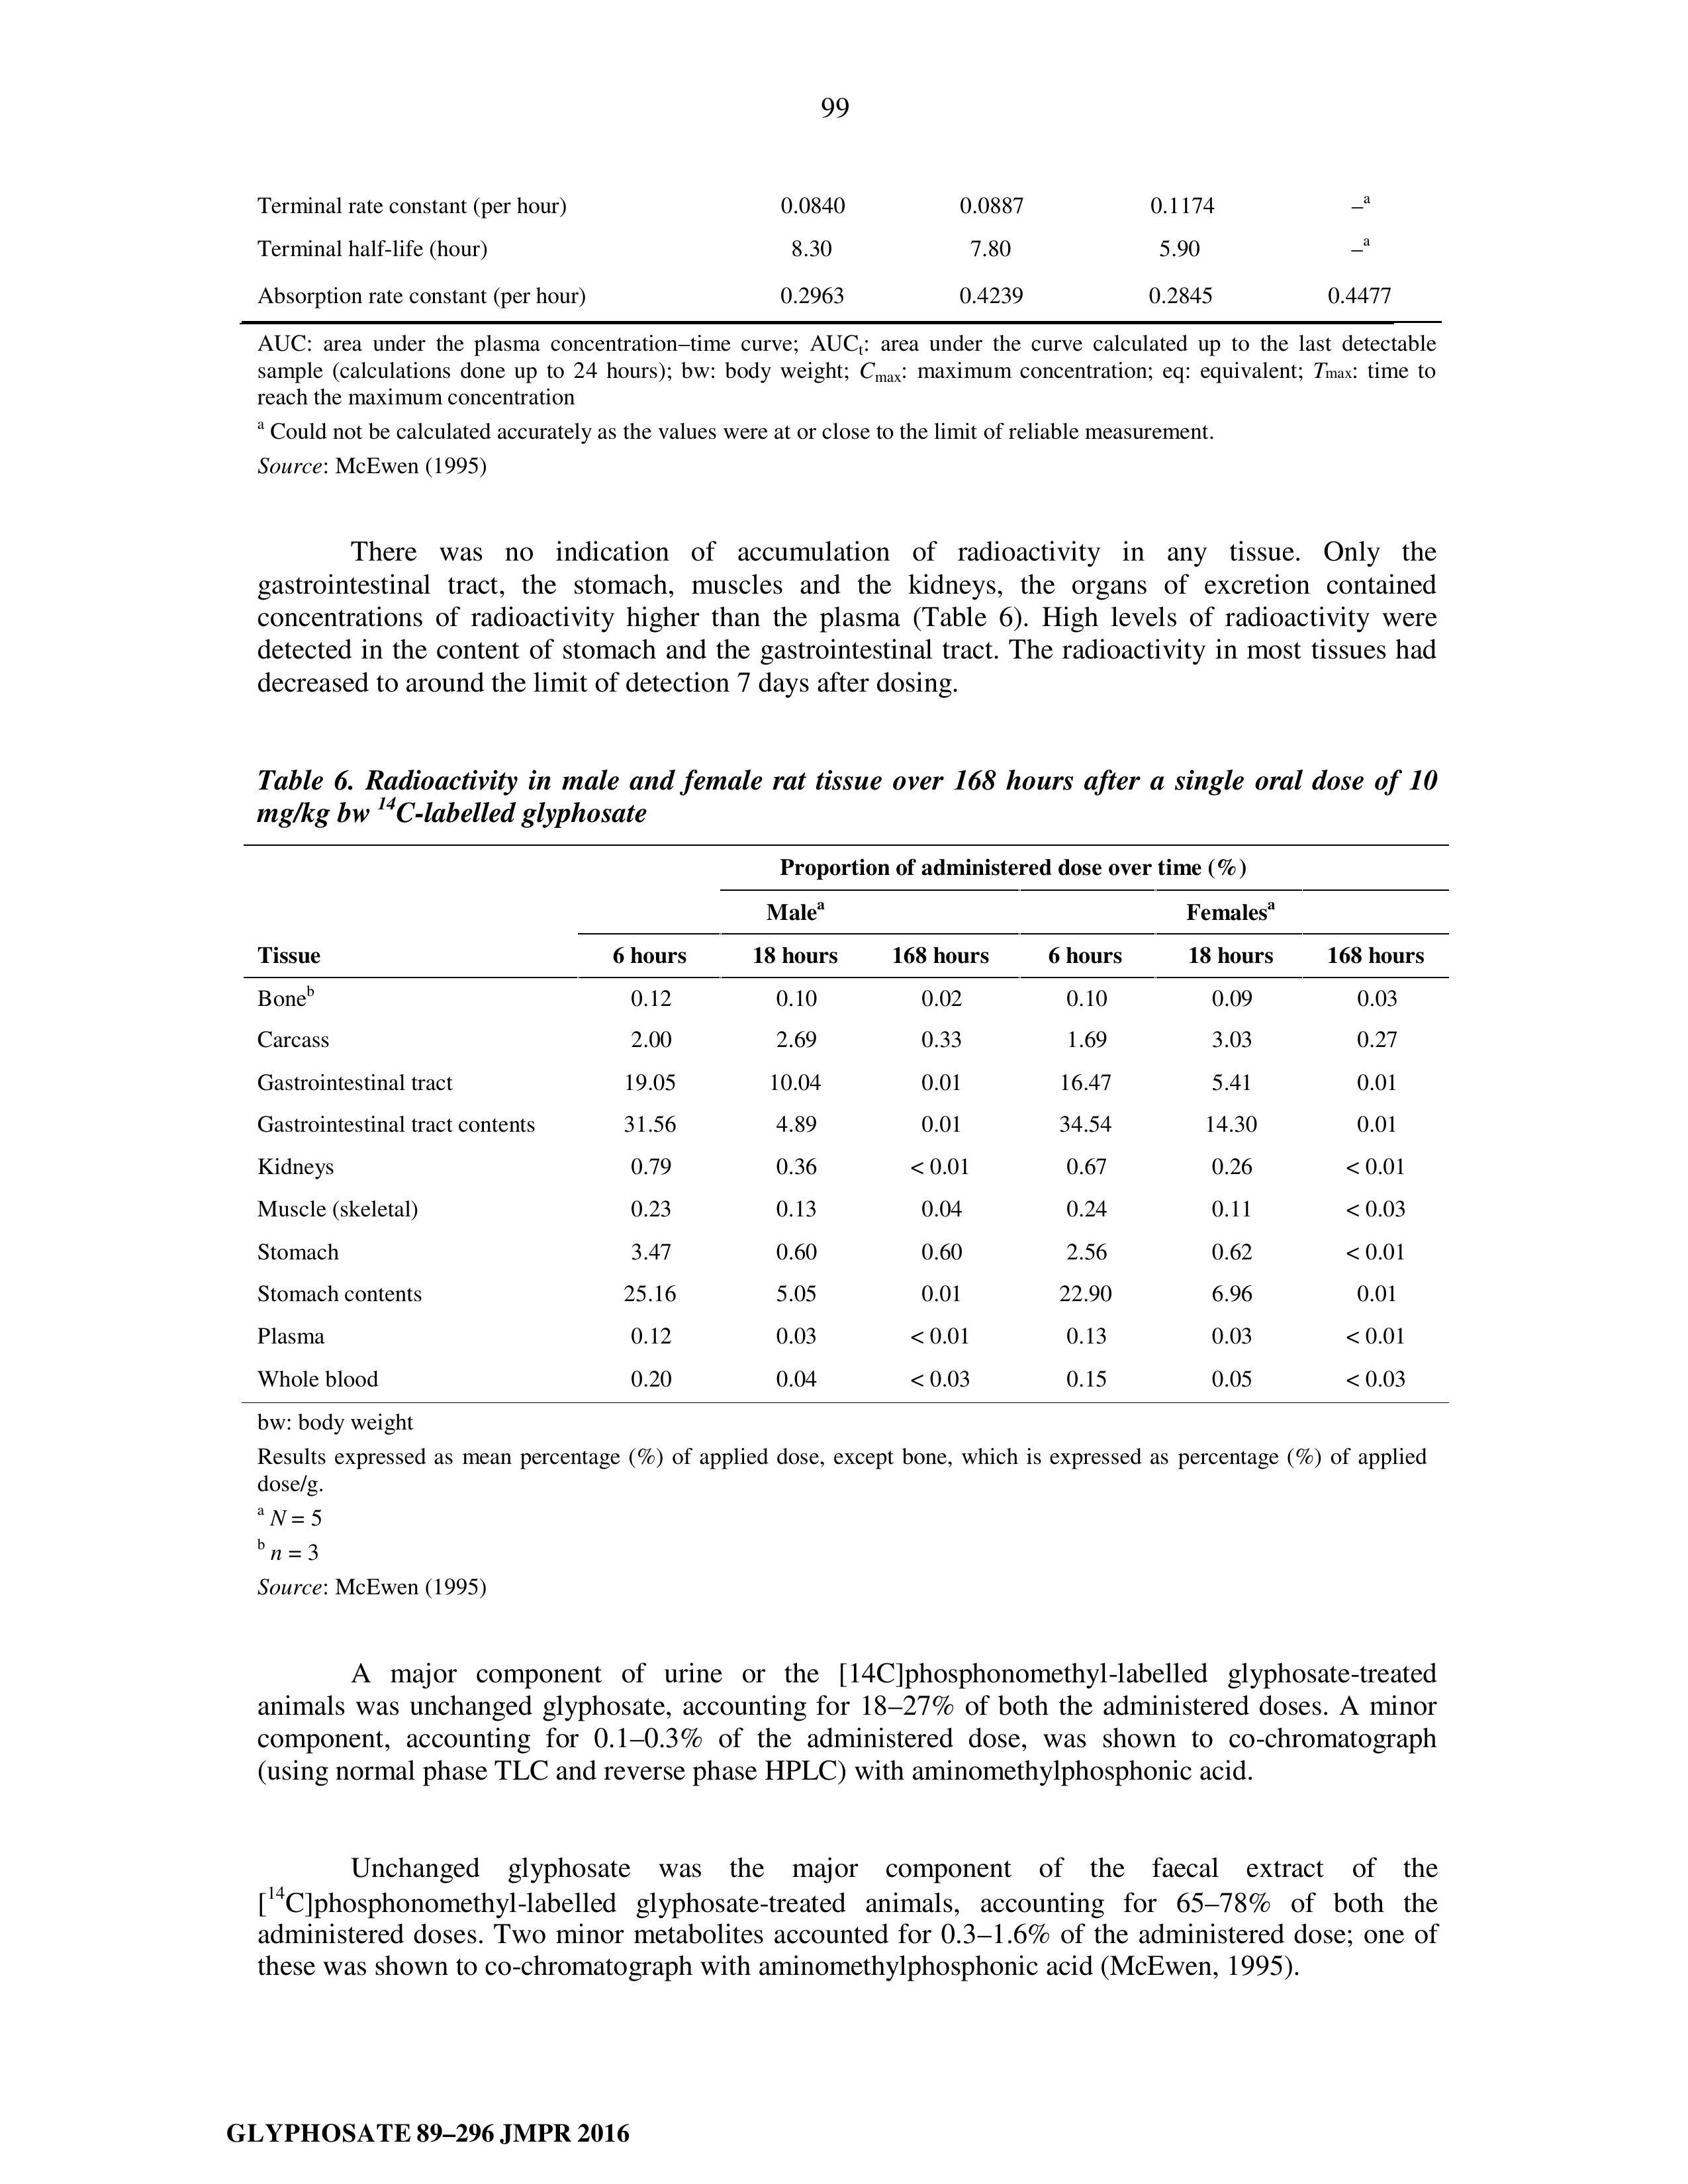 99
Terminal rate constant (per hour) 0.0840 0.0887 0.1174 –a
Terminal half-life (hour) 8.30 7.80 5.90 –a
Absorption rate constant (per hour) 0.2963 0.4239 0.2845 0.4477
AUC: area under the plasma concentration–time curve; AUCt: area under the curve calculated up to the last detectable
sample (calculations done up to 24 hours); bw: body weight; Cmax: maximum concentration; eq: equivalent; Tmax: time to
reach the maximum concentration
a Could not be calculated accurately as the values were at or close to the limit of reliable measurement.
Source: McEwen (1995)
There was no indication of accumulation of radioactivity in any tissue. Only the
gastrointestinal tract, the stomach, muscles and the kidneys, the organs of excretion contained
concentrations of radioactivity higher than the plasma (Table 6). High levels of radioactivity were
detected in the content of stomach and the gastrointestinal tract. The radioactivity in most tissues had
decreased to around the limit of detection 7 days after dosing.
Table 6. Radioactivity in male and female rat tissue over 168 hours after a single oral dose of 10
mg/kg bw 14C-labelled glyphosate
Proportion of administered dose over time (%)
Malea Femalesa
Tissue 6 hours 18 hours 168 hours 6 hours 18 hours 168 hours
Boneb 0.12 0.10 0.02 0.10 0.09 0.03
Carcass 2.00 2.69 0.33 1.69 3.03 0.27
Gastrointestinal tract 19.05 10.04 0.01 16.47 5.41 0.01
Gastrointestinal tract contents 31.56 4.89 0.01 34.54 14.30 0.01
Kidneys 0.79 0.36 < 0.01 0.67 0.26 < 0.01
Muscle (skeletal) 0.23 0.13 0.04 0.24 0.11 < 0.03
Stomach 3.47 0.60 0.60 2.56 0.62 < 0.01
Stomach contents 25.16 5.05 0.01 22.90 6.96 0.01
Plasma 0.12 0.03 < 0.01 0.13 0.03 < 0.01
Whole blood 0.20 0.04 < 0.03 0.15 0.05 < 0.03
bw: body weight
Results expressed as mean percentage (%) of applied dose, except bone, which is expressed as percentage (%) of applied
dose/g.
a N = 5
b n = 3
Source: McEwen (1995)
A major component of urine or the [14C]phosphonomethyl-labelled glyphosate-treated
animals was unchanged glyphosate, accounting for 18–27% of both the administered doses. A minor
component, accounting for 0.1–0.3% of the administered dose, was shown to co-chromatograph
(using normal phase TLC and reverse phase HPLC) with aminomethylphosphonic acid.
Unchanged glyphosate was the major component of the faecal extract of the
[14C]phosphonomethyl-labelled glyphosate-treated animals, accounting for 65–78% of both the
administered doses. Two minor metabolites accounted for 0.3–1.6% of the administered dose; one of
these was shown to co-chromatograph with aminomethylphosphonic acid (McEwen, 1995).
GLYPHOSATE 89–296 JMPR 2016